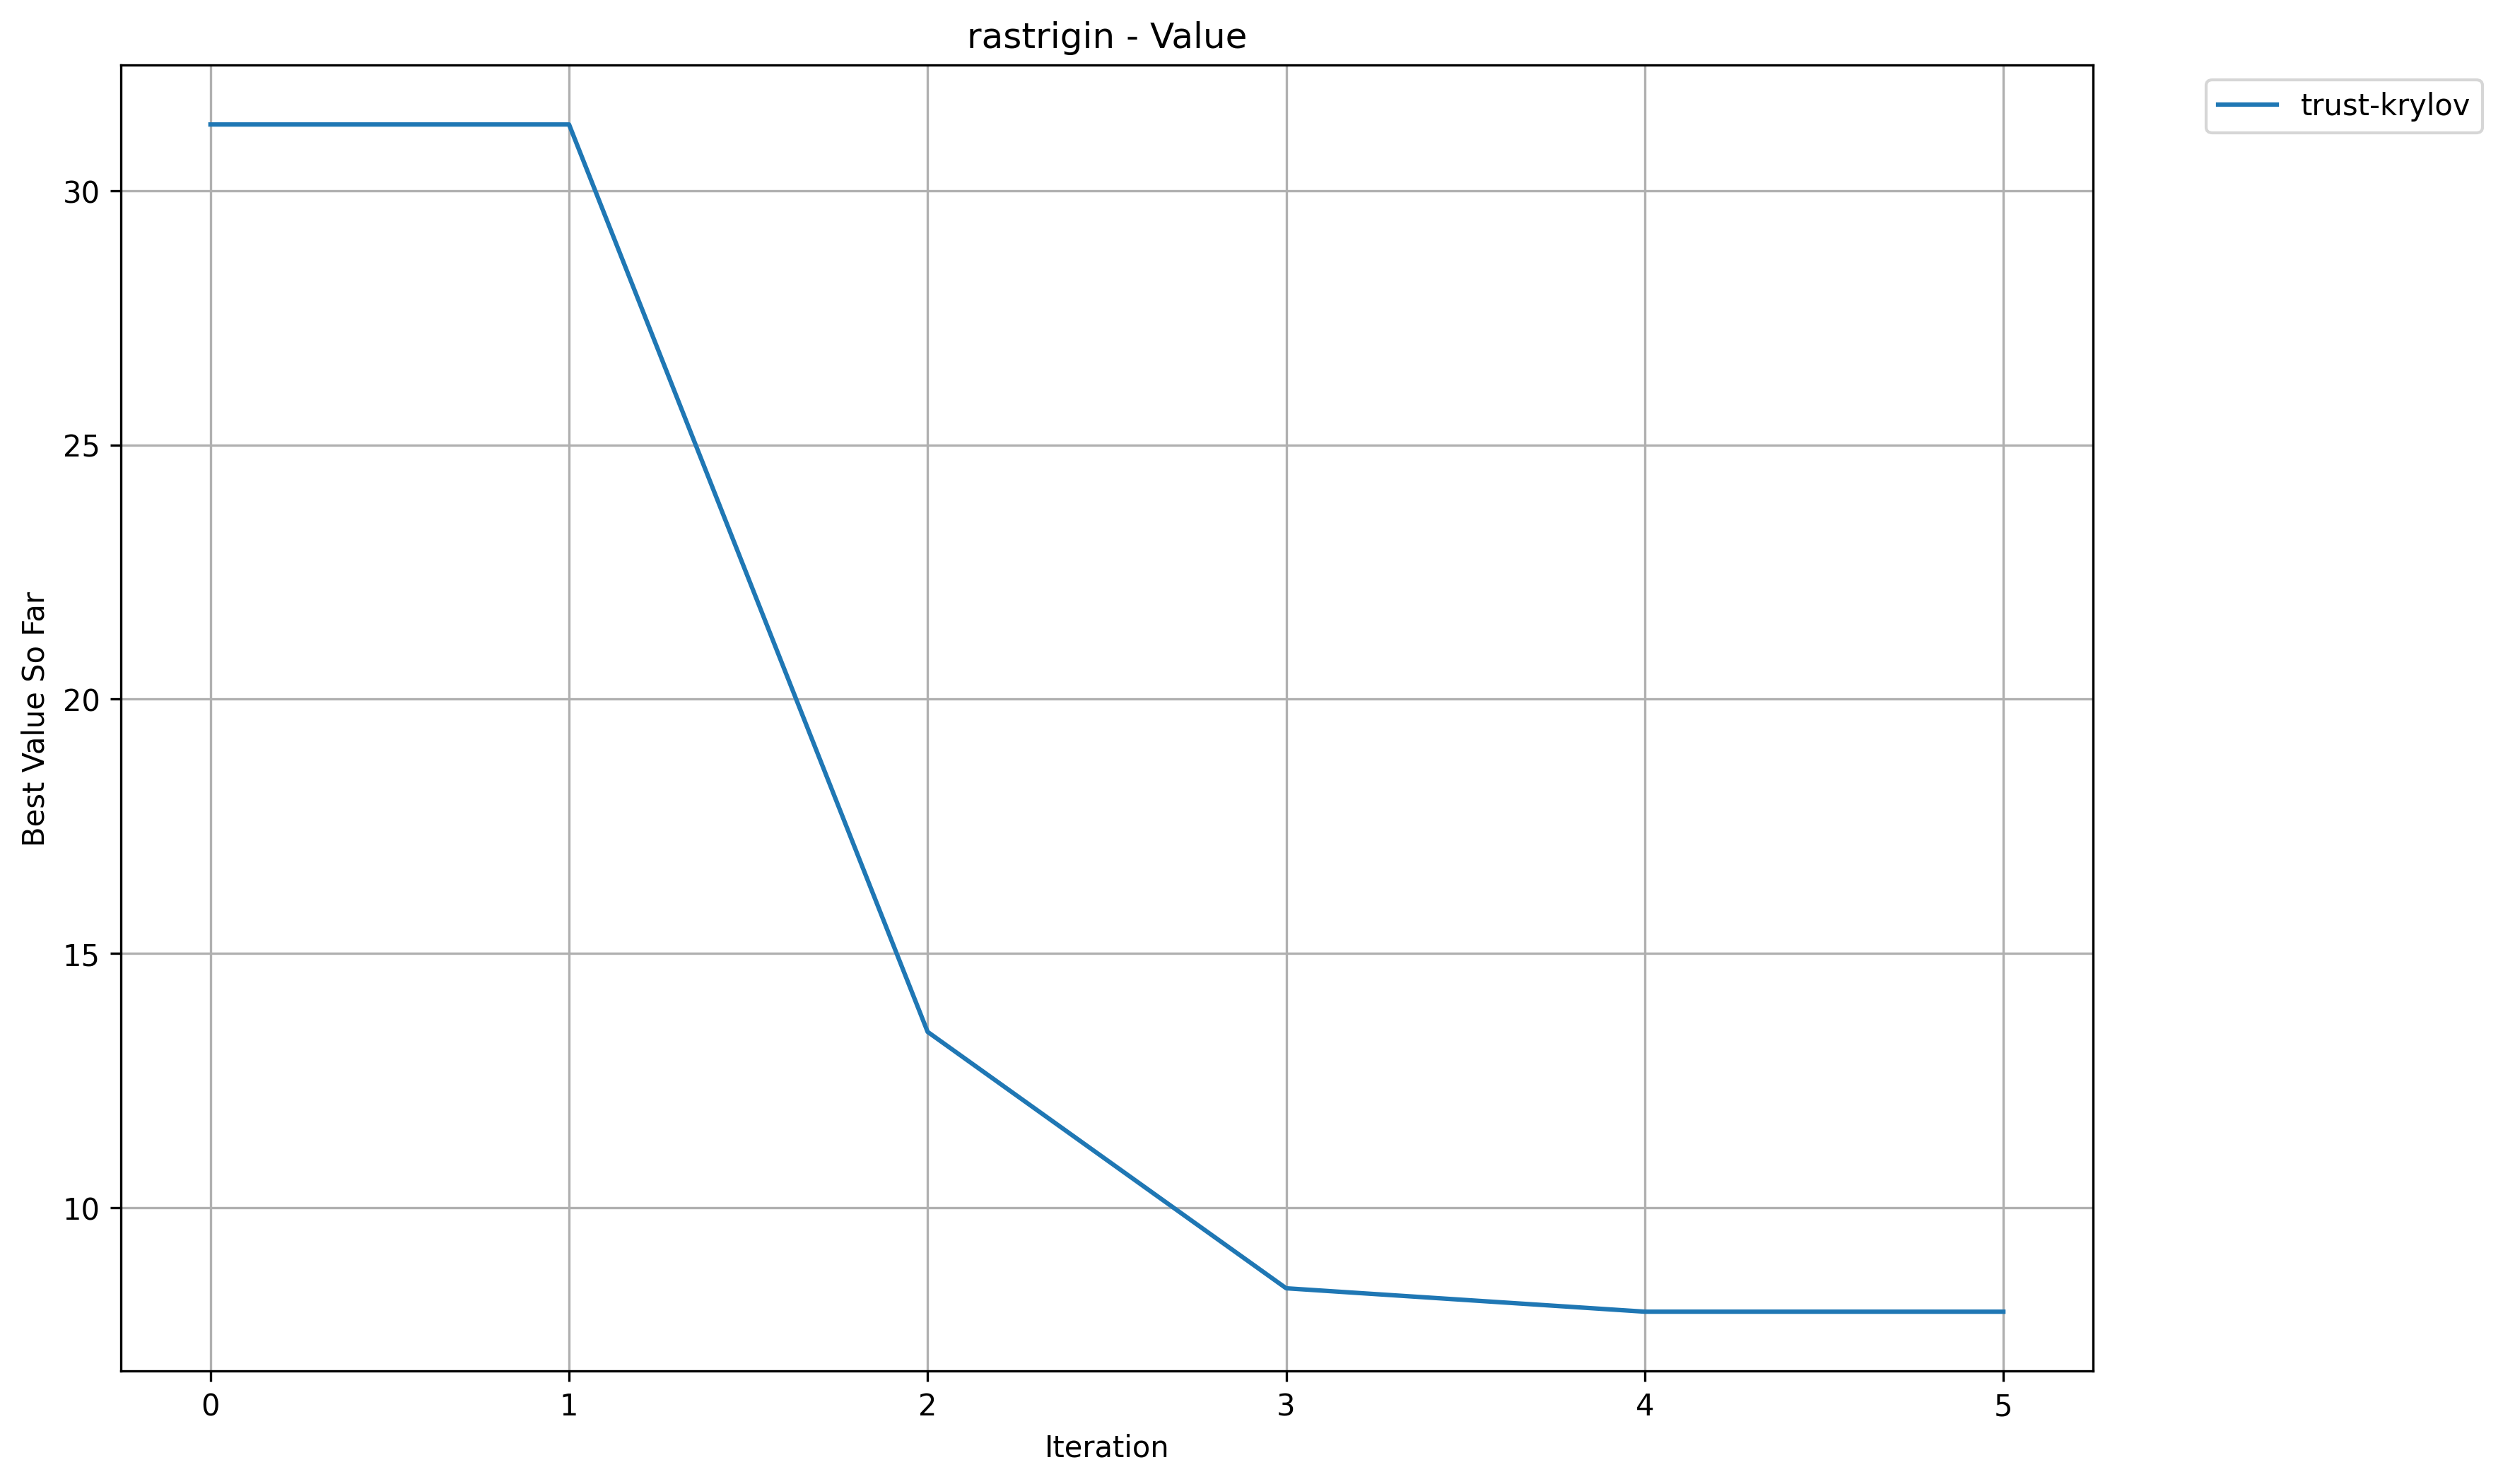 rastrigin - Value
trust-krylov
Best Value So Far
30
25
20
15
10
0 1 2 3 4 5
Iteration